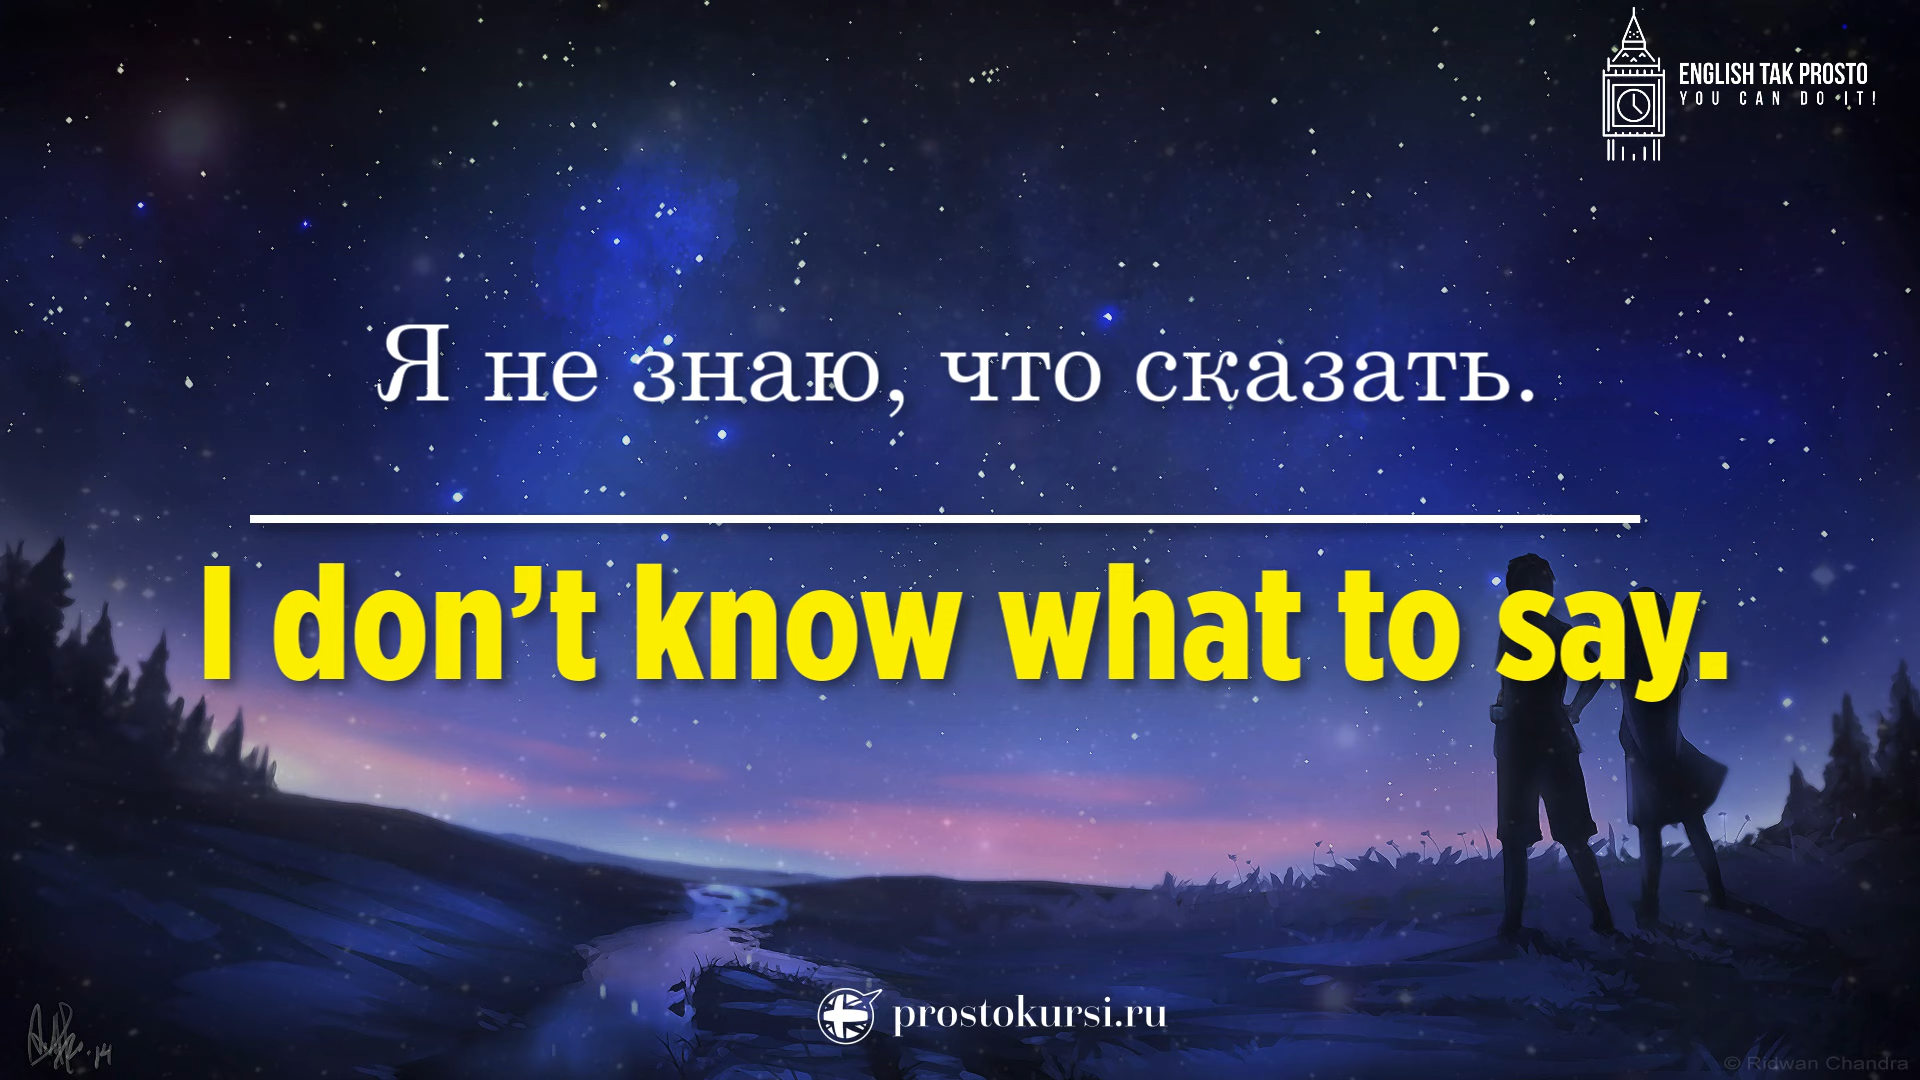 ENGLISH TAK PROSTO
YOU CAN DO IT!
Я не знаю, что сказать.
I don’t know what to say.
prostokursi.ru
© Ridwan Chandra